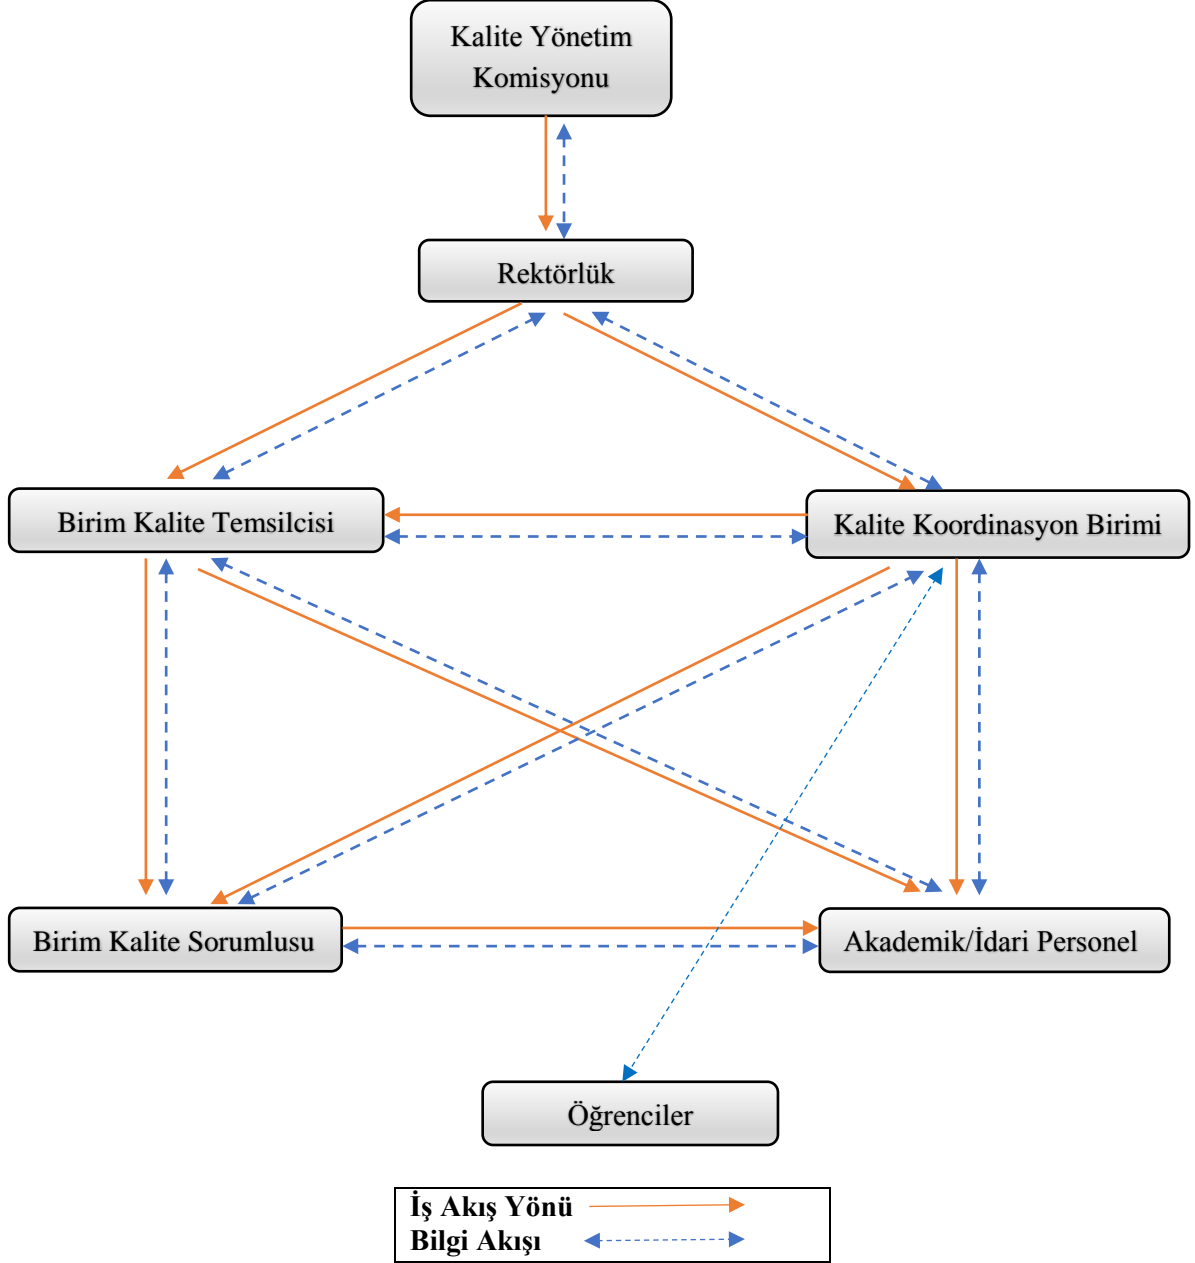 Kalite Yönetim
Komisyonu
Rektörlük
Birim Kalite Temsilcisi
Kalite Koordinasyon Birimi
Birim Kalite Sorumlusu
Akademik/İdari Personel
Öğrenciler
İş Akış Yönü
Bilgi Akışı